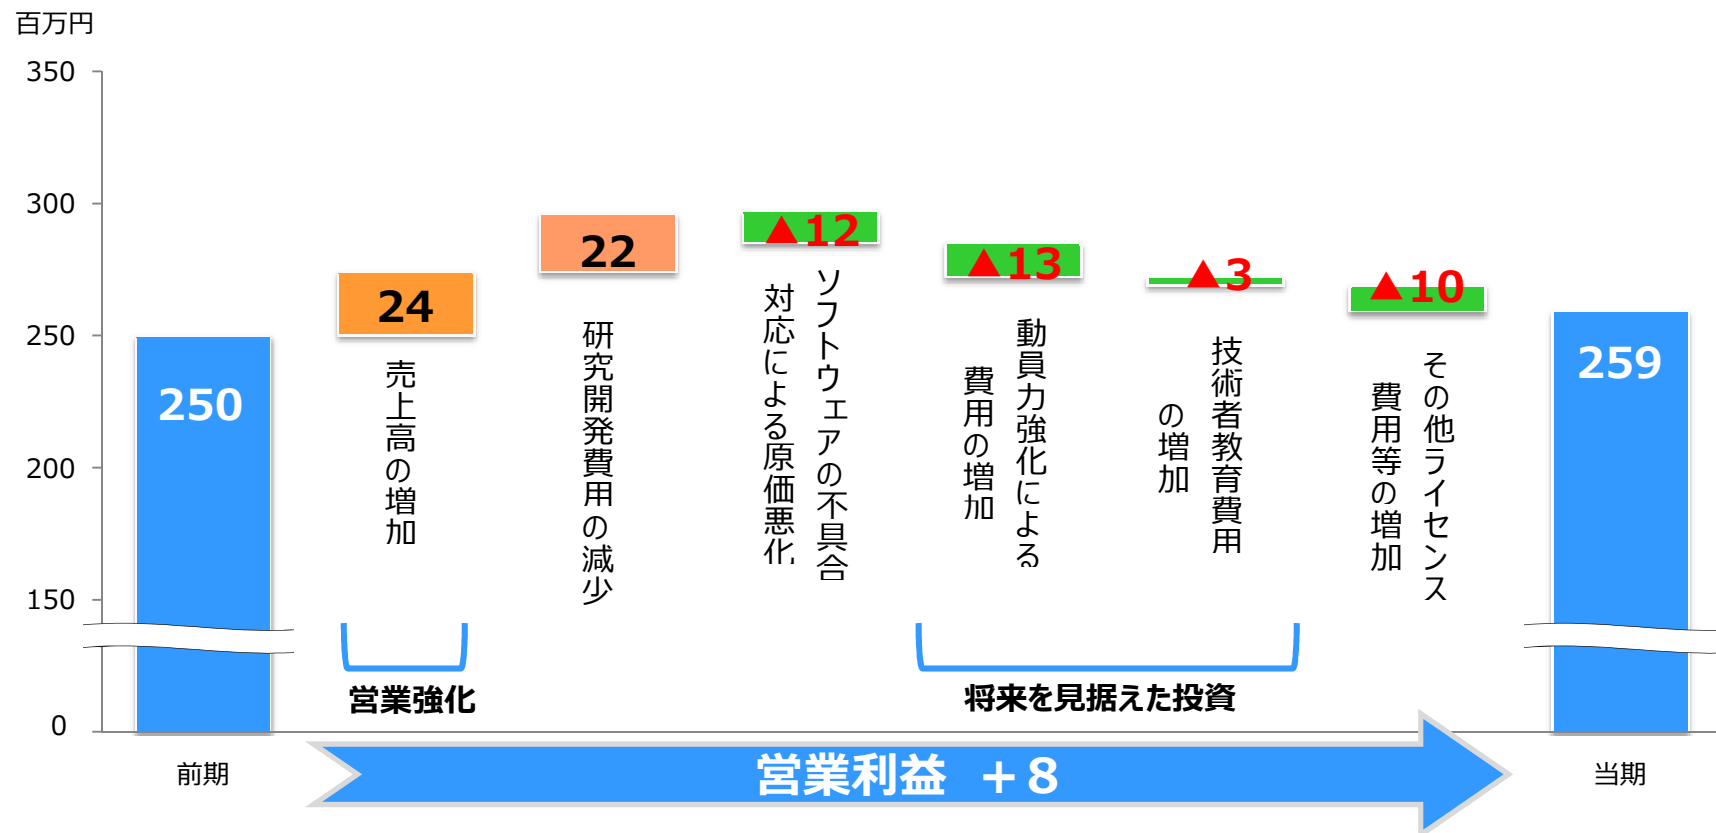 百万円
350
300
250
200
150
0
250
24
22
▲12
▲13
▲3
▲10
259
売上高の増加
研究開発費用の減少
ソフトウェアの不具合
対応による原価悪化
動員力強化による
費用の増加
技術者教育費用
の増加
その他ライセンス
費用等の増加
営業強化
将来を見据えた投資
前期
営業利益 +8
当期